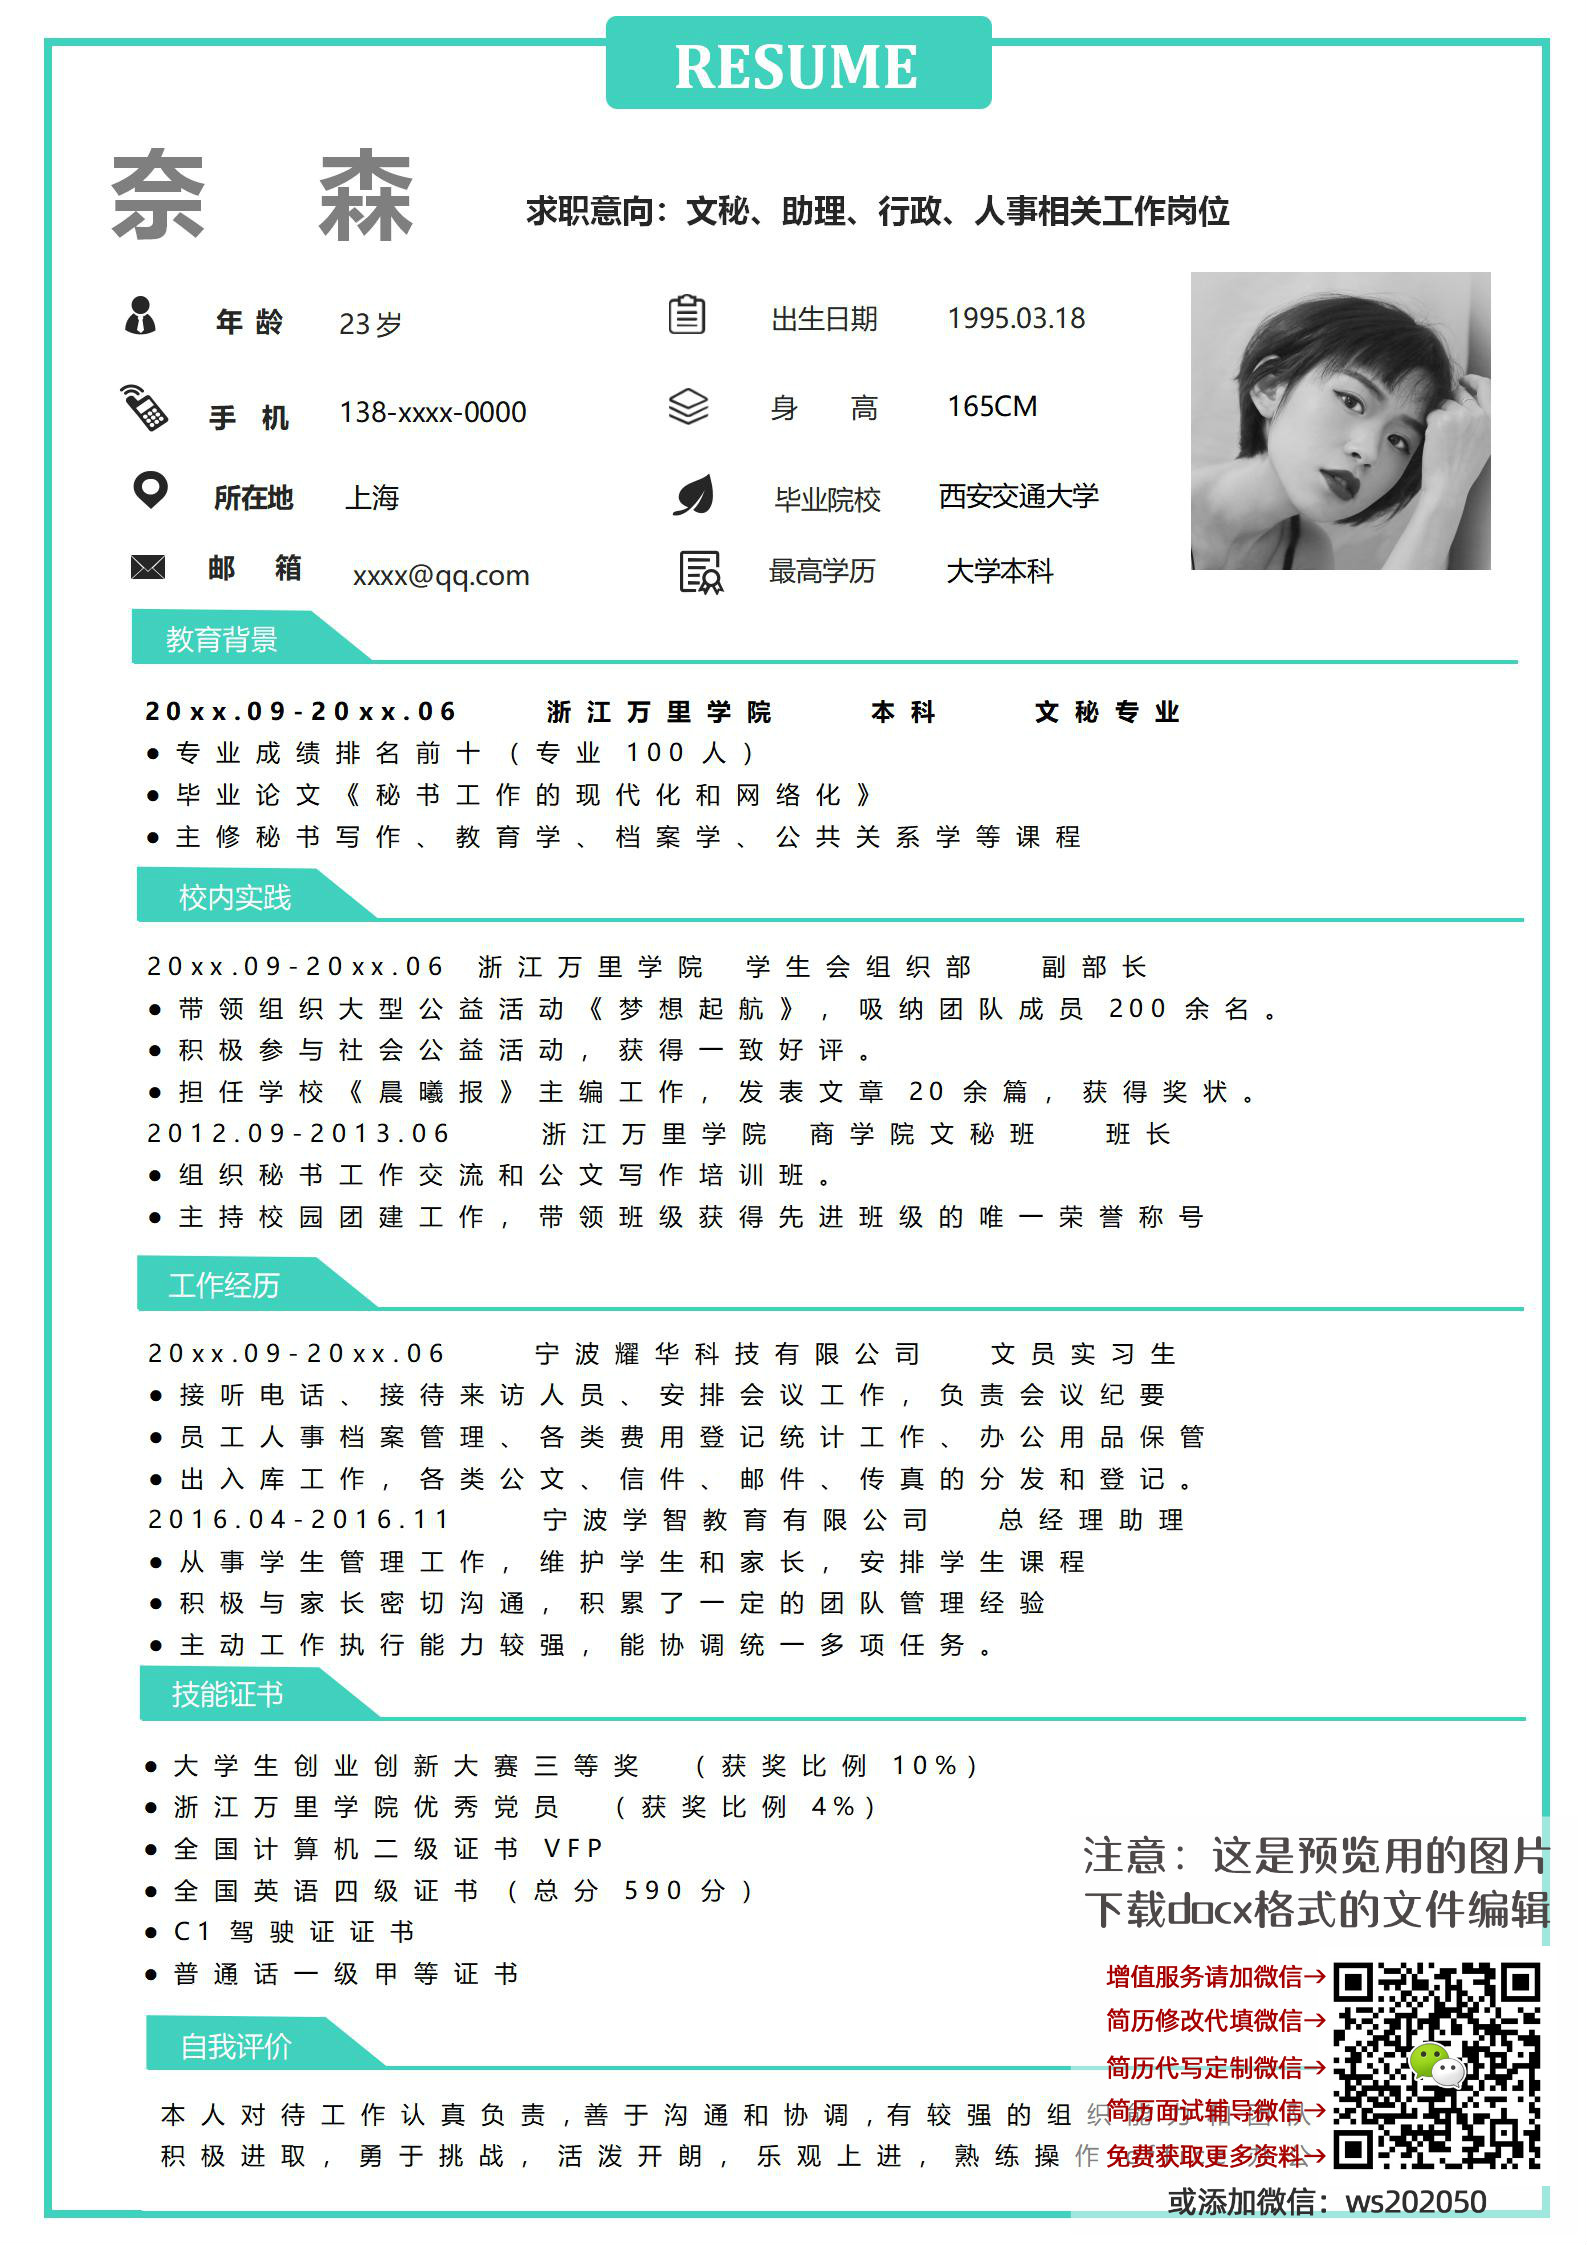 RESUME
奈 森
求职意向：文秘、助理、行政、人事相关工作岗位
年 龄 23 岁 出生日期 1995.03.18
手 机 138-xxxx-0000 身 高 165CM
所在地 上海 毕业院校 西安交通大学
邮 箱 xxxx@qq.com 最高学历 大学本科
教育背景
20xx.09-20xx.06 浙江万里学院 本科 文秘专业
● 专业成绩排名前十（专业 100 人）
● 毕业论文《秘书工作的现代化和网络化》
● 主修秘书写作、教育学、档案学、公共关系学等课程
校内实践
20xx.09-20xx.06 浙江万里学院 学生会组织部 副部长
● 带领组织大型公益活动《梦想起航》，吸纳团队成员 200 余名。
● 积极参与社会公益活动，获得一致好评。
● 担任学校《晨曦报》主编工作，发表文章 20 余篇，获得奖状。
2012.09-2013.06 浙江万里学院 商学院文秘班 班长
● 组织秘书工作交流和公文写作培训班。
● 主持校园团建工作，带领班级获得先进班级的唯一荣誉称号
工作经历
20xx.09-20xx.06 宁波耀华科技有限公司 文员实习生
● 接听电话、接待来访人员、安排会议工作，负责会议纪要
● 员工人事档案管理、各类费用登记统计工作、办公用品保管
● 出入库工作，各类公文、信件、邮件、传真的分发和登记。
2016.04-2016.11 宁波学智教育有限公司 总经理助理
● 从事学生管理工作，维护学生和家长，安排学生课程
● 积极与家长密切沟通，积累了一定的团队管理经验
● 主动工作执行能力较强，能协调统一多项任务。
技能证书
● 大学生创业创新大赛三等奖 （获奖比例 10%）
● 浙江万里学院优秀党员 （获奖比例 4%）
● 全国计算机二级证书 VFP
● 全国英语四级证书（总分 590 分）
● C1 驾驶证证书
● 普通话一级甲等证书
自我评价
本人对待工作认真负责,善于沟通和协调,有较强的组织能力和团队
积极进取，勇于挑战，活泼开朗，乐观上进，熟练操作
注意：这是预览用的图片
下载docx格式的文件编辑
增值服务请加微信→
简历修改代填微信→
简历代写定制微信→
简历面试辅导微信→
免费获取更多资料→
或添加微信：ws202050